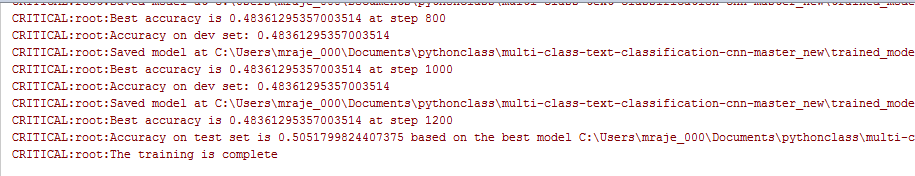 CRITICAL:root:Best accuracy is 0.48361295357003514 at step 800
CRITICAL:root:Accuracy on dev set: 0.48361295357003514
CRITICAL:root:Saved model at C:\Users\mraje_000\Documents\pythonclass\multi-class-text-classification-cnn-master_new\trained_mode
CRITICAL:root:Best accuracy is 0.48361295357003514 at step 1000
CRITICAL:root:Accuracy on dev set: 0.48361295357003514
CRITICAL:root:Saved model at C:\Users\mraje_000\Documents\pythonclass\multi-class-text-classification-cnn-master_new\trained_mode
CRITICAL:root:Best accuracy is 0.48361295357003514 at step 1200
CRITICAL:root:Accuracy on test set is 0.5051799824407375 based on the best model C:\Users\mraje_000\Documents\pythonclass\multi-c
CRITICAL:root:The training is complete